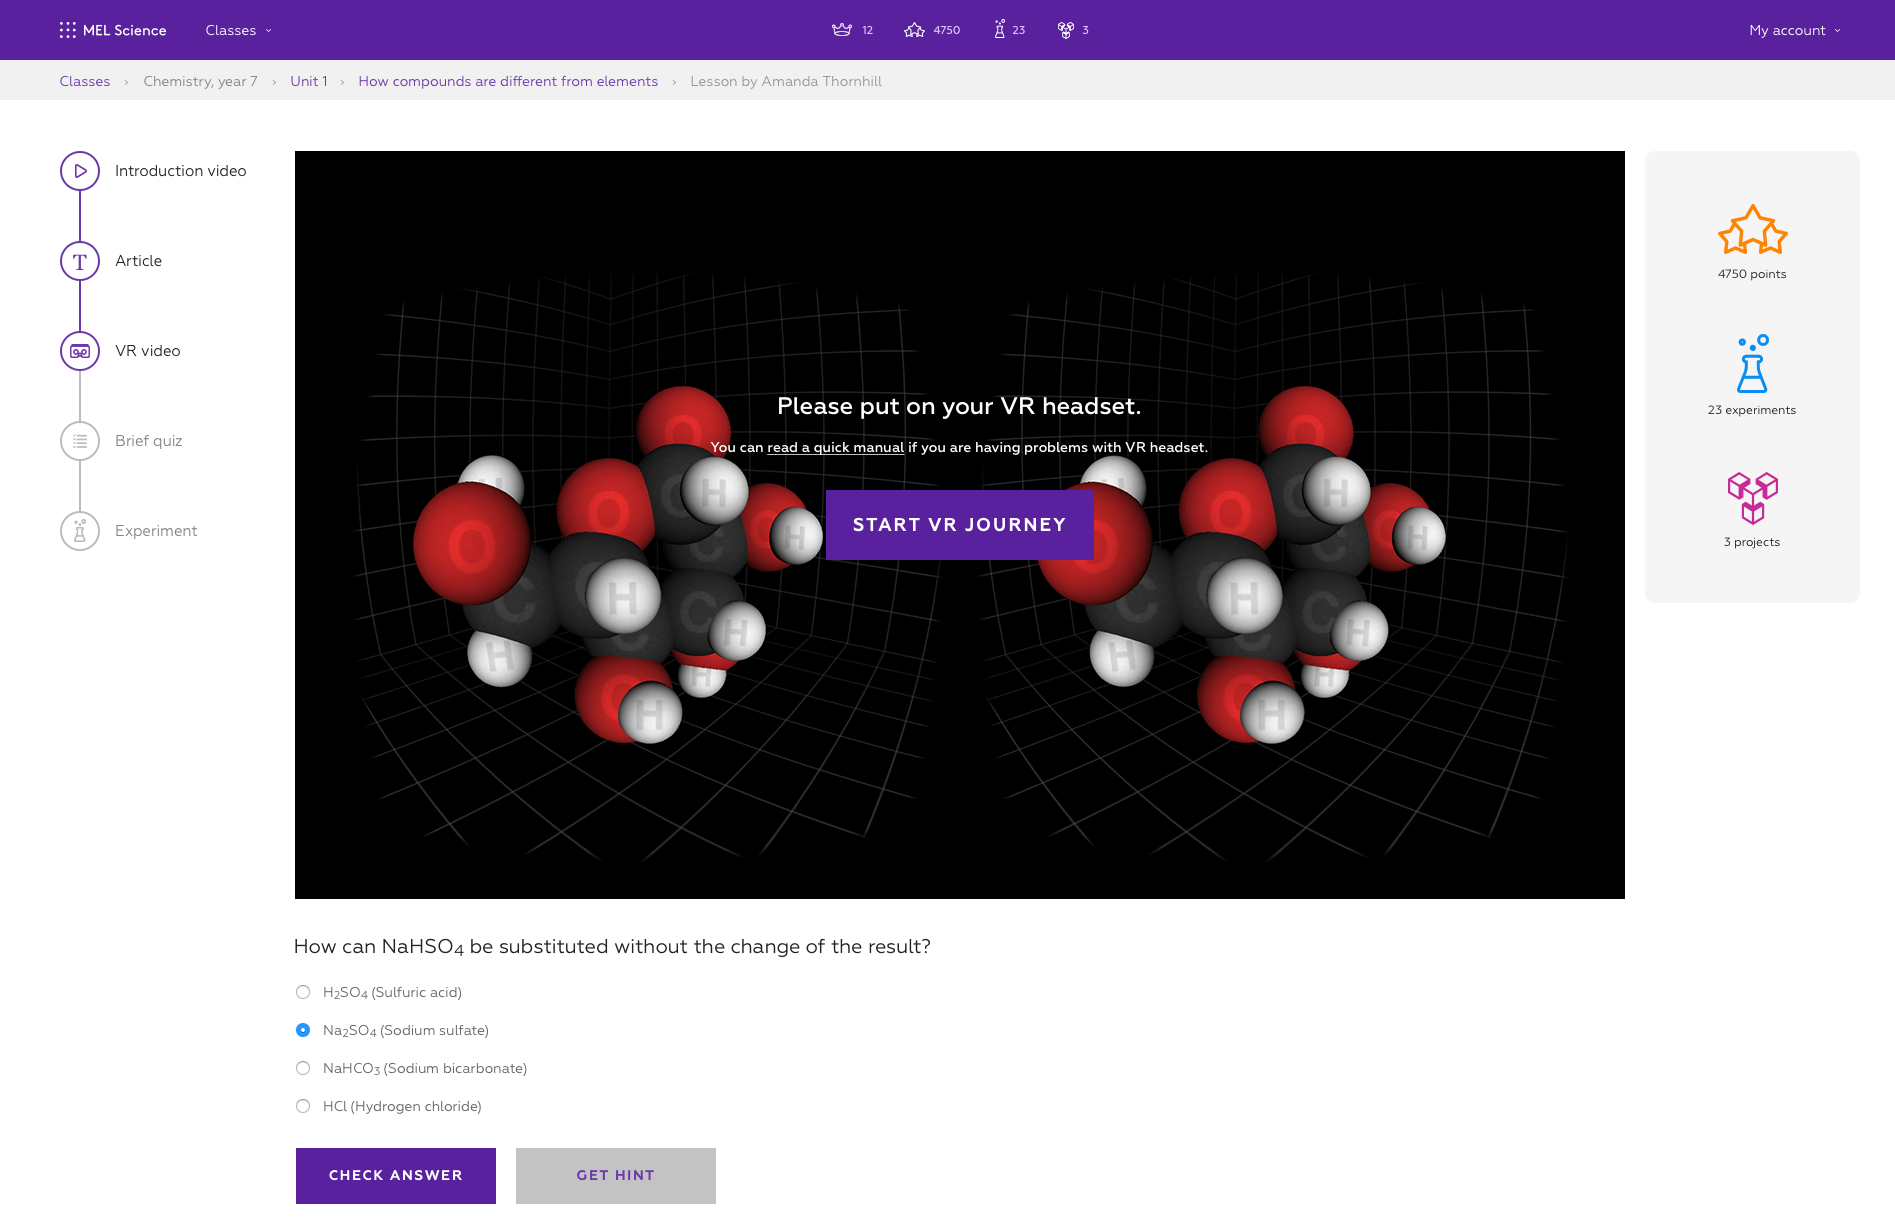 MEL Science
Classes
12
4750
23
3
My account
Classes › Chemistry, year 7 › Unit 1 › How compounds are different from elements › Lesson by Amanda Thornhill
Introduction video
T
Article
VR video
Brief quiz
Experiment
Please put on your VR headset.
You can read a quick manual if you are having problems with VR headset.
START VR JOURNEY
O
H
O
H
C
O
H
C
O
H
C
C
H
C
C
H
H
H
O
H
O
H
O
H
C
O
H
C
O
H
C
C
H
C
C
H
H
H
O
H
4750 points
23 experiments
3 projects
How can NaHSO₄ be substituted without the change of the result?
H₂SO₄ (Sulfuric acid)
Na₂SO₄ (Sodium sulfate)
NaHCO₃ (Sodium bicarbonate)
HCl (Hydrogen chloride)
CHECK ANSWER
GET HINT